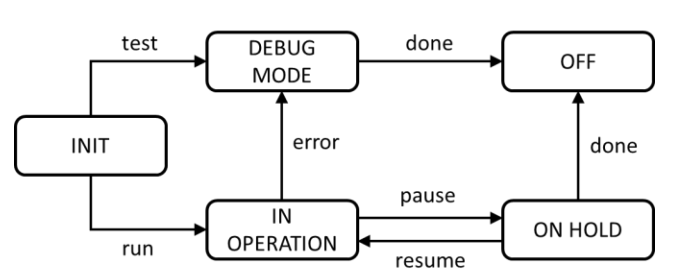 test
DEBUG
MODE
done
OFF
INIT
error
done
run
IN
OPERATION
pause
resume
ON HOLD